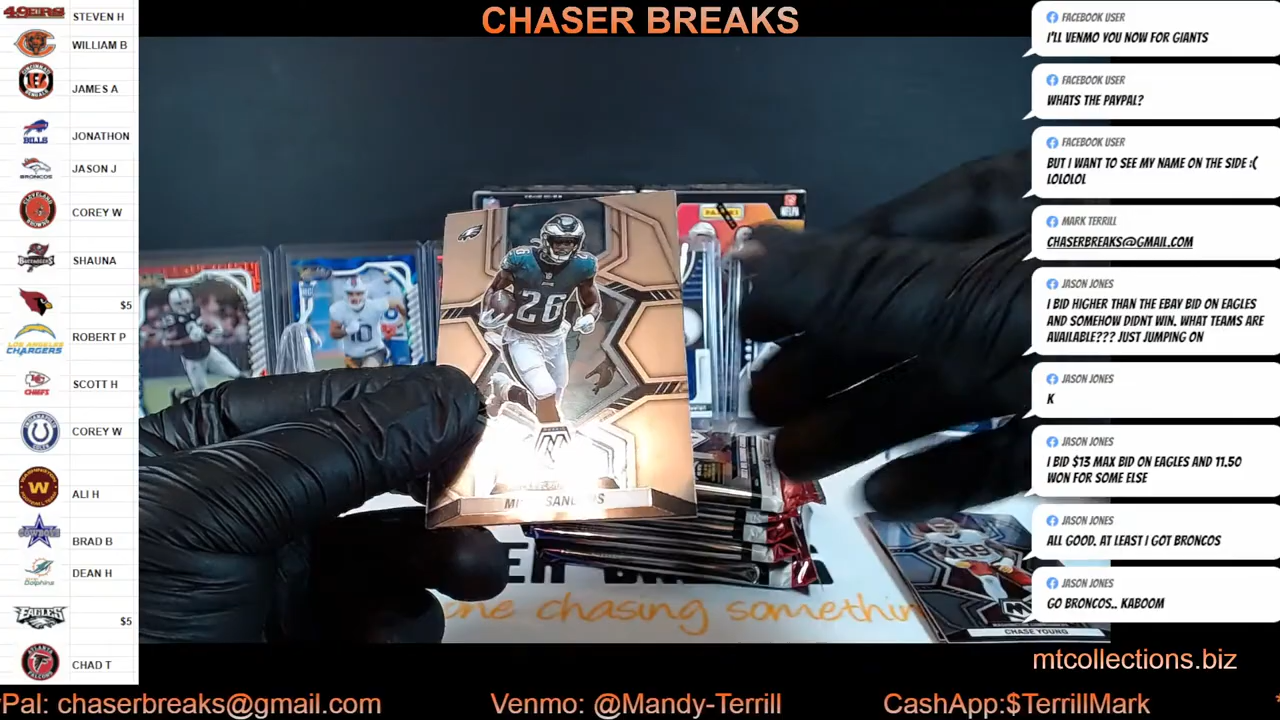 CHASER BREAKS
49ERS
STEVEN H
WILLIAM B
JAMES A
BILLS
JONATHON
BRONCOS
JASON J
COREY W
SHAUNA
$5
LOS ANGELES
CHARGERS
ROBERT P
CHIEFS
SCOTT H
COREY W
WASHINGTON
W
ALI H
BRAD B
DEAN H
EAGLES
$5
CHAD T
26
CHASE YOUNG
one chasing somethin
FACEBOOK USER
I'LL VENMO YOU NOW FOR GIANTS
FACEBOOK USER
WHATS THE PAYPAL?
FACEBOOK USER
BUT I WANT TO SEE MY NAME ON THE SIDE :(
LOLOLOL
MARK TERRILL
CHASERBREAKS@GMAIL.COM
JASON JONES
I BID HIGHER THAN THE EBAY BID ON EAGLES
AND SOMEHOW DIDNT WIN. WHAT TEAMS ARE
AVAILABLE??? JUST JUMPING ON
JASON JONES
K
JASON JONES
I BID $13 MAX BID ON EAGLES AND 11.50
WON FOR SOME ELSE
JASON JONES
ALL GOOD. AT LEAST I GOT BRONCOS
JASON JONES
GO BRONCOS.. KABOOM
mtcollections.biz
Pal: chaserbreaks@gmail.com
Venmo: @Mandy-Terrill
CashApp:$TerrillMark